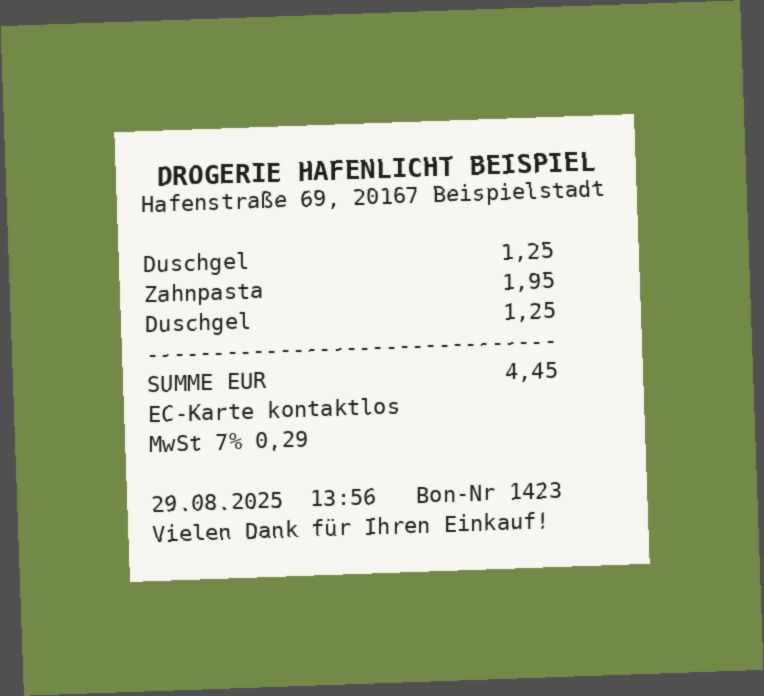 DROGERIE HAFENLICHT BEISPIEL
Hafenstraße 69, 20167 Beispielstadt
Duschgel 1,25
Zahnpasta 1,95
Duschgel 1,25
-------------------------------
SUMME EUR 4,45
EC-Karte kontaktlos
MwSt 7% 0,29
29.08.2025 13:56 Bon-Nr 1423
Vielen Dank für Ihren Einkauf!